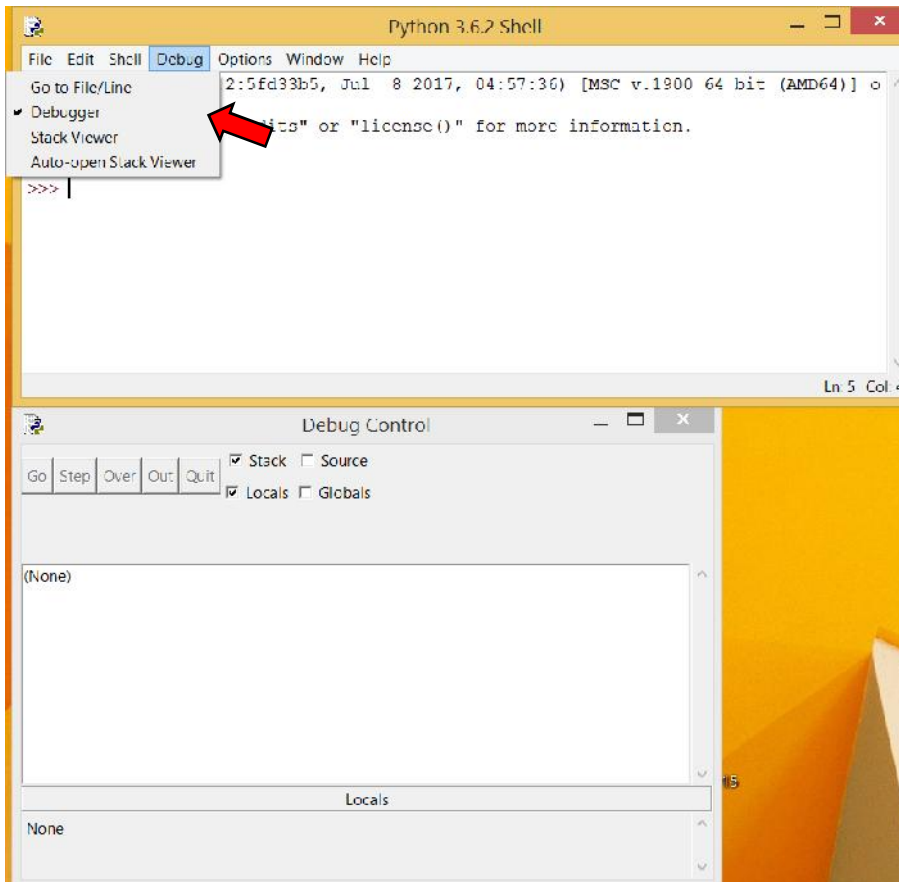 Python 3.6.2 Shell
File Edit Shell Debug Options Window Help
Go to File/Line
2:5fd33b5, Jul 8 2017, 04:57:36) [MSC v.1900 64 bit (AMD64)] o
Debugger
dits" or "license()" for more information.
Stack Viewer
Auto-open Stack Viewer
>>>
Ln: 5 Col: 4
Debug Control
Go Step Over Out Quit
Stack Source
Locals Globals
(None)
Locals
None